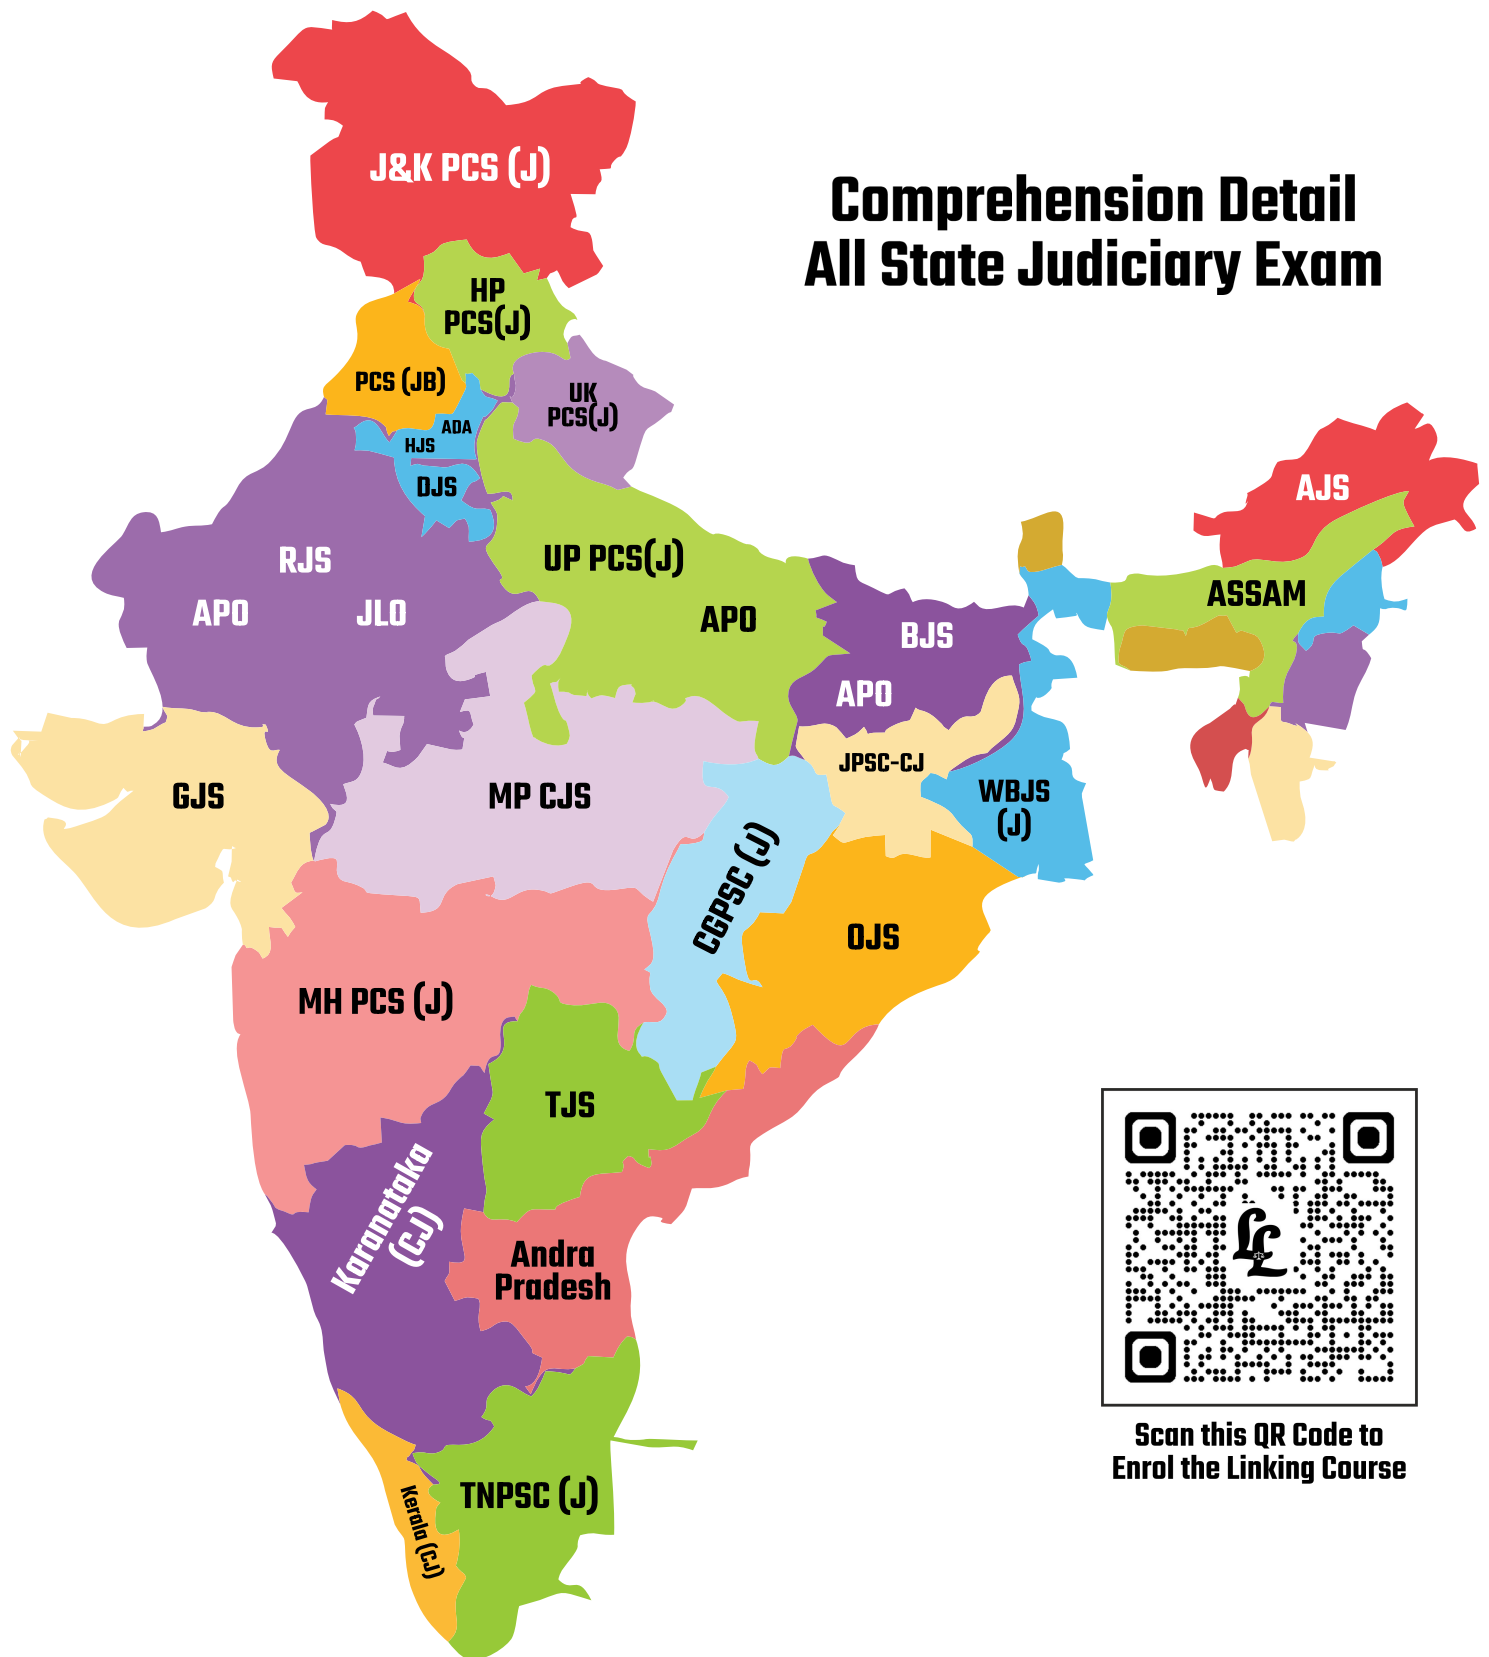 Comprehension Detail
All State Judiciary Exam
J&K PCS (J)
HP
PCS(J)
PCS (JB)
UK
PCS(J)
ADA
HJS
DJS
AJS
RJS
UP PCS(J)
ASSAM
APO
JLO
APO
BJS
APO
JPSC-CJ
GJS
MP CJS
WBJS
(J)
CGPSC (J)
OJS
MH PCS (J)
TJS
Karanataka
(CJ)
Andra
Pradesh
TNPSC (J)
Kerala (CJ)
LL
Scan this QR Code to
Enrol the Linking Course